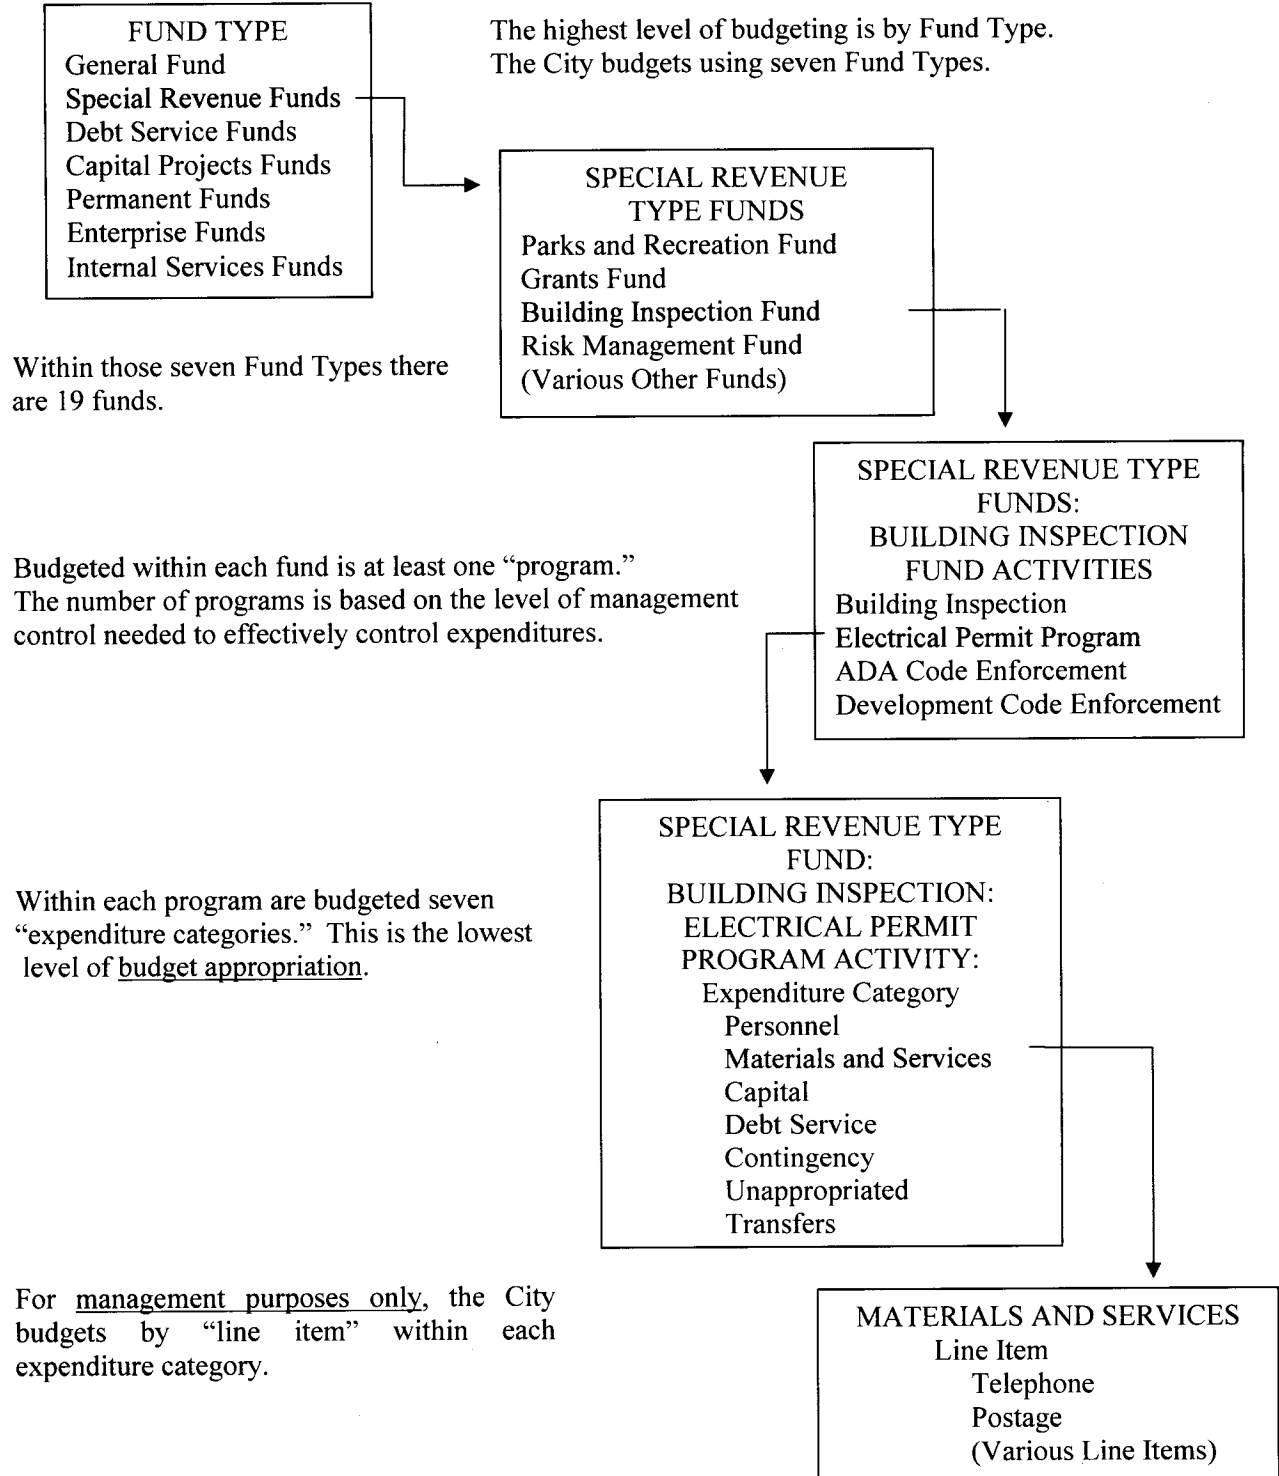 FUND TYPE
General Fund
Special Revenue Funds
Debt Service Funds
Capital Projects Funds
Permanent Funds
Enterprise Funds
Internal Services Funds
The highest level of budgeting is by Fund Type.
The City budgets using seven Fund Types.
SPECIAL REVENUE
TYPE FUNDS
Parks and Recreation Fund
Grants Fund
Building Inspection Fund
Risk Management Fund
(Various Other Funds)
Within those seven Fund Types there
are 19 funds.
SPECIAL REVENUE TYPE
FUNDS:
BUILDING INSPECTION
FUND ACTIVITIES
Building Inspection
Electrical Permit Program
ADA Code Enforcement
Development Code Enforcement
Budgeted within each fund is at least one “program.”
The number of programs is based on the level of management
control needed to effectively control expenditures.
SPECIAL REVENUE TYPE
FUND:
BUILDING INSPECTION:
ELECTRICAL PERMIT
PROGRAM ACTIVITY:
Expenditure Category
Personnel
Materials and Services
Capital
Debt Service
Contingency
Unappropriated
Transfers
Within each program are budgeted seven
“expenditure categories.” This is the lowest
level of budget appropriation.
For management purposes only, the City
budgets by “line item” within each
expenditure category.
MATERIALS AND SERVICES
Line Item
Telephone
Postage
(Various Line Items)